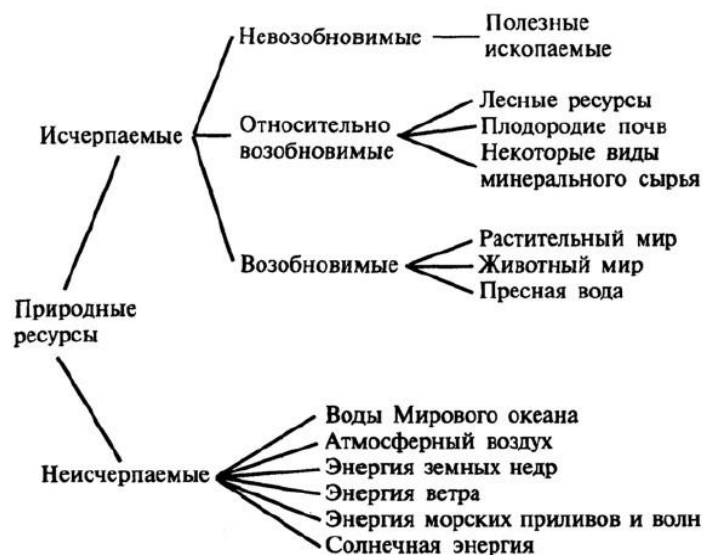 Невозобновимые
Полезные
ископаемые
Исчерпаемые
Относительно
возобновимые
Лесные ресурсы
Плодородие почв
Некоторые виды
минерального сырья
Возобновимые
Растительный мир
Животный мир
Пресная вода
Природные
ресурсы
Неисчерпаемые
Воды Мирового океана
Атмосферный воздух
Энергия земных недр
Энергия ветра
Энергия морских приливов и волн
Солнечная энергия